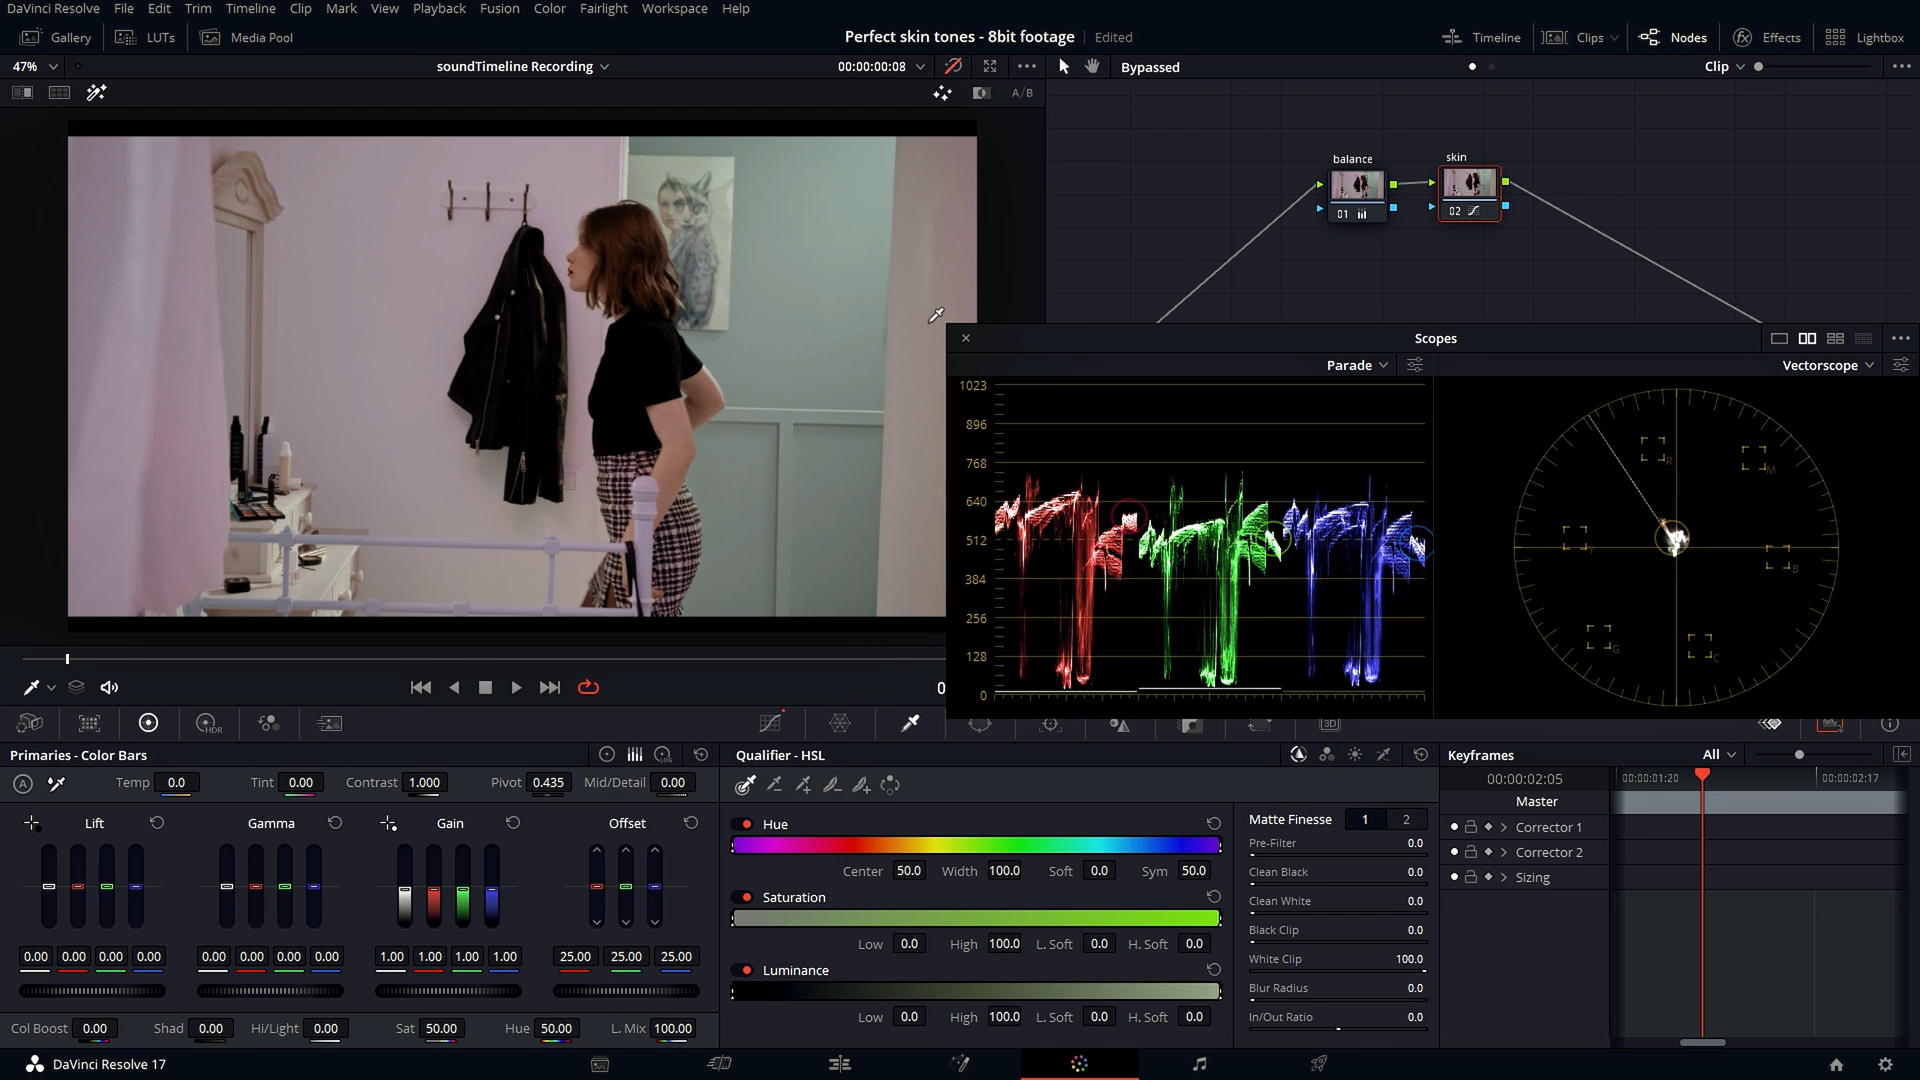 DaVinci Resolve File Edit Trim Timeline Clip Mark View Playback Fusion Color Fairlight Workspace Help
Gallery LUTs Media Pool Perfect skin tones - 8bit footage Edited Timeline Clips Nodes Effects Lightbox
47% soundTimeline Recording 00:00:00:08 Bypassed Clip
A/B
balance skin
01 02
Scopes
Parade Vectorscope
1023
896
768
640
512
384
256
128
0
R
M
Y
B
G
C
HDR 3D
Primaries - Color Bars LOG Qualifier - HSL Keyframes All
A Temp 0.0 Tint 0.00 Contrast 1.000 Pivot 0.435 Mid/Detail 0.00
00:00:02:05 00:00:01:20 00:00:02:17
Master
Lift Gamma Gain Offset
Hue
Center 50.0 Width 100.0 Soft 0.0 Sym 50.0
Saturation
Low 0.0 High 100.0 L. Soft 0.0 H. Soft 0.0
Luminance
Low 0.0 High 100.0 L. Soft 0.0 H. Soft 0.0
Matte Finesse 1 2
Pre-Filter 0.0
Clean Black 0.0
Clean White 0.0
Black Clip 0.0
White Clip 100.0
Blur Radius 0.0
In/Out Ratio 0.0
Corrector 1
Corrector 2
Sizing
0.00 0.00 0.00 0.00 0.00 0.00 0.00 0.00 1.00 1.00 1.00 1.00 25.00 25.00 25.00
Col Boost 0.00 Shad 0.00 Hi/Light 0.00 Sat 50.00 Hue 50.00 L. Mix 100.00
DaVinci Resolve 17